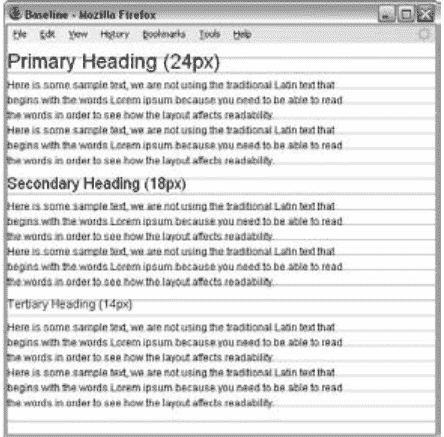 Baseline - Mozilla Firefox
File Edit View History Bookmarks Tools Help
Primary Heading (24px)
Here is some sample text, we are not using the traditional Latin text that
begins with the words Lorem ipsum because you need to be able to read
the words in order to see how the layout affects readability.
Here is some sample text, we are not using the traditional Latin text that
begins with the words Lorem ipsum because you need to be able to read
the words in order to see how the layout affects readability.
Secondary Heading (18px)
Here is some sample text, we are not using the traditional Latin text that
begins with the words Lorem ipsum because you need to be able to read
the words in order to see how the layout affects readability.
Here is some sample text, we are not using the traditional Latin text that
begins with the words Lorem ipsum because you need to be able to read
the words in order to see how the layout affects readability.
Tertiary Heading (14px)
Here is some sample text, we are not using the traditional Latin text that
begins with the words Lorem ipsum because you need to be able to read
the words in order to see how the layout affects readability.
Here is some sample text, we are not using the traditional Latin text that
begins with the words Lorem ipsum because you need to be able to read
the words in order to see how the layout affects readability.